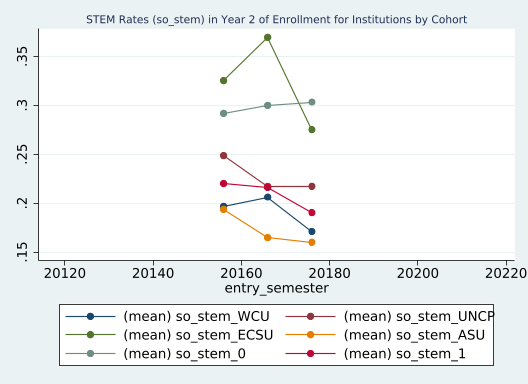 STEM Rates (so_stem) in Year 2 of Enrollment for Institutions by Cohort
.35
.3
.25
.2
.15
20120 20140 20160 20180 20200 20220
entry_semester
(mean) so_stem_WCU (mean) so_stem_UNCP
(mean) so_stem_ECSU (mean) so_stem_ASU
(mean) so_stem_0 (mean) so_stem_1